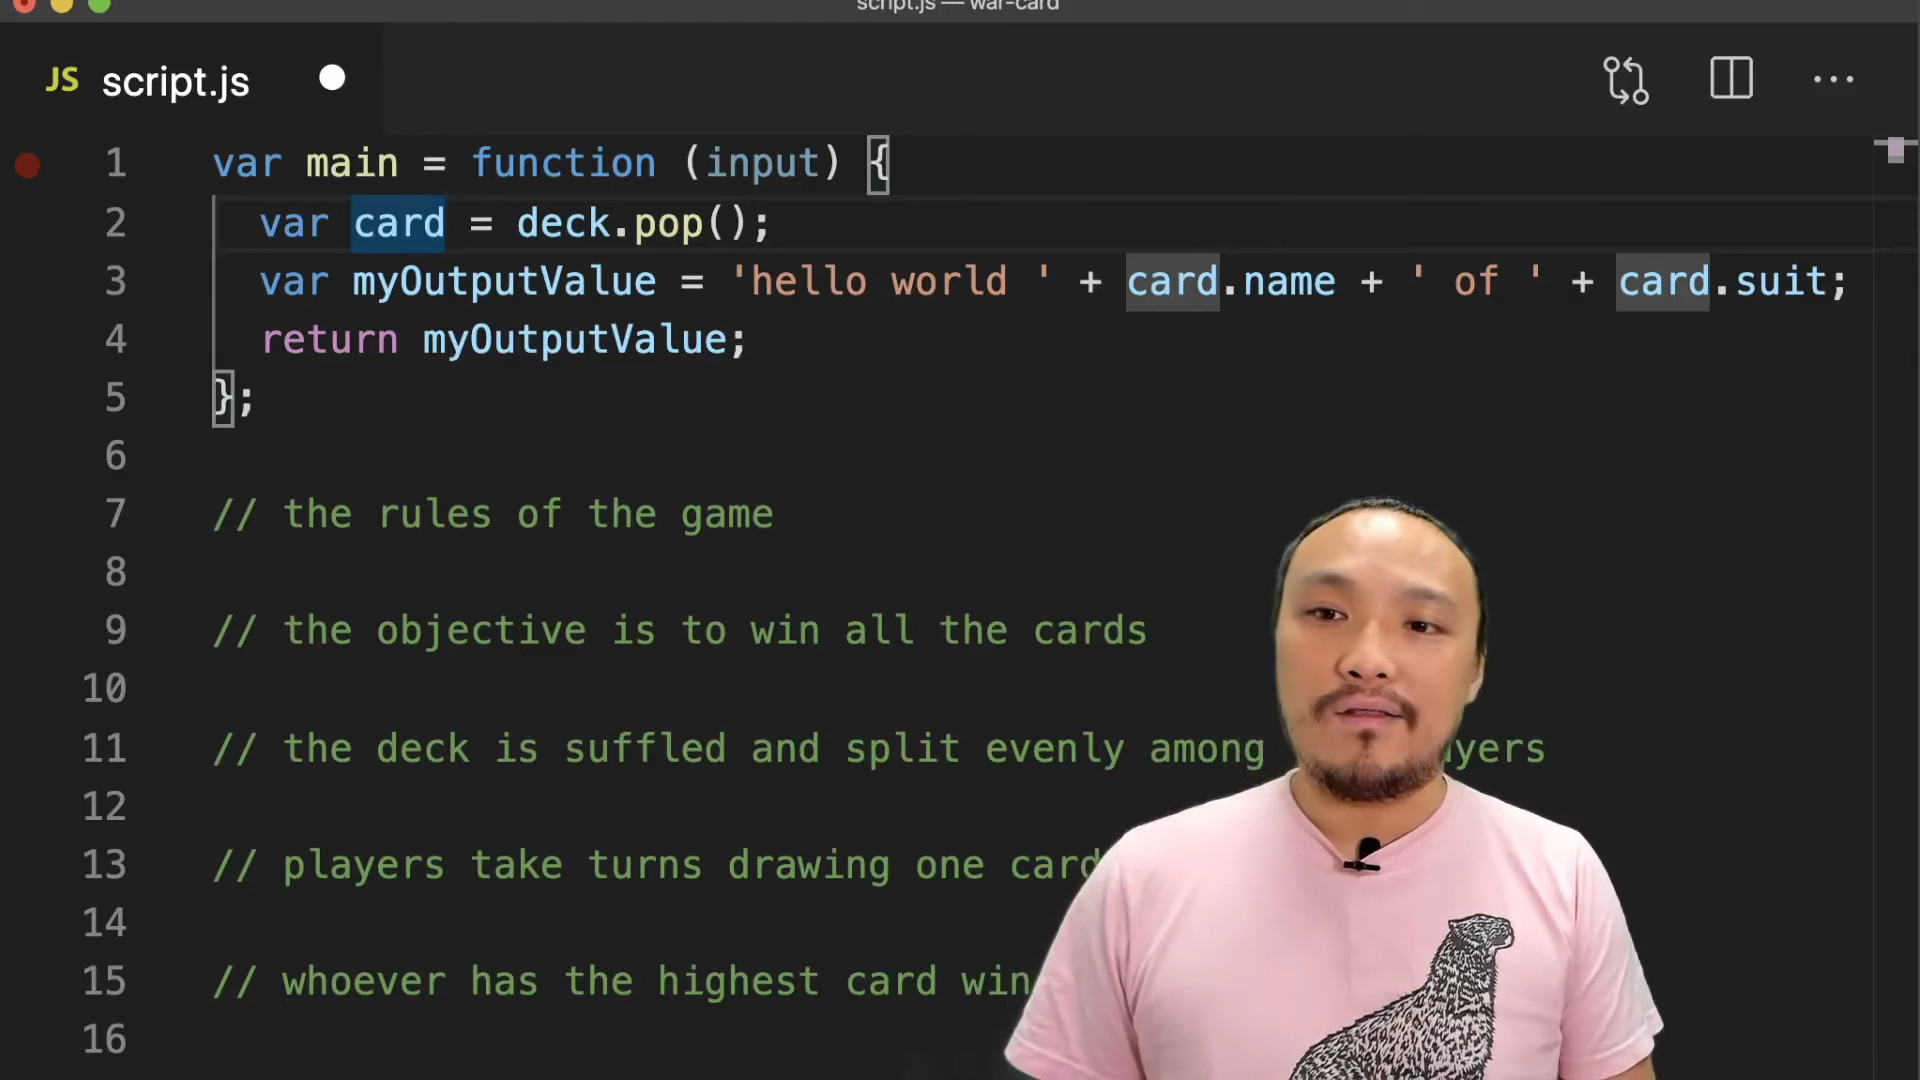 script.js — war-card
JS script.js
1 var main = function (input) {
2 var card = deck.pop();
3 var myOutputValue = 'hello world ' + card.name + ' of ' + card.suit;
4 return myOutputValue;
5 };
6
7 // the rules of the game
8
9 // the objective is to win all the cards
10
11 // the deck is suffled and split evenly among yers
12
13 // players take turns drawing one card
14
15 // whoever has the highest card win
16